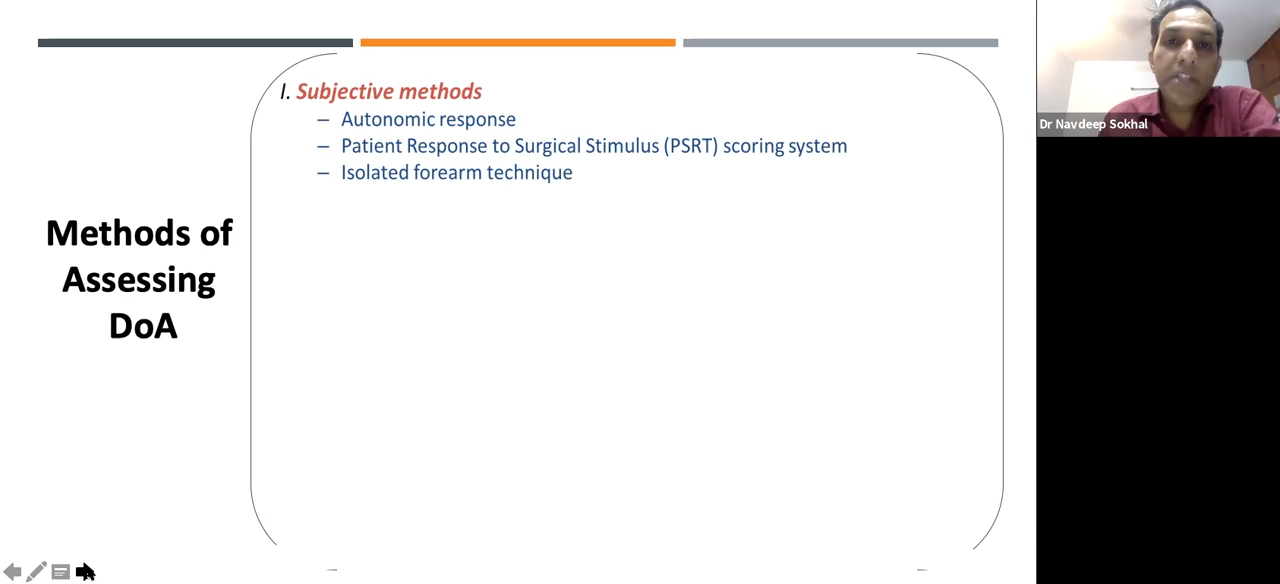 I. Subjective methods
– Autonomic response
– Patient Response to Surgical Stimulus (PSRT) scoring system
– Isolated forearm technique
Methods of
Assessing
DoA
Dr Navdeep Sokhal